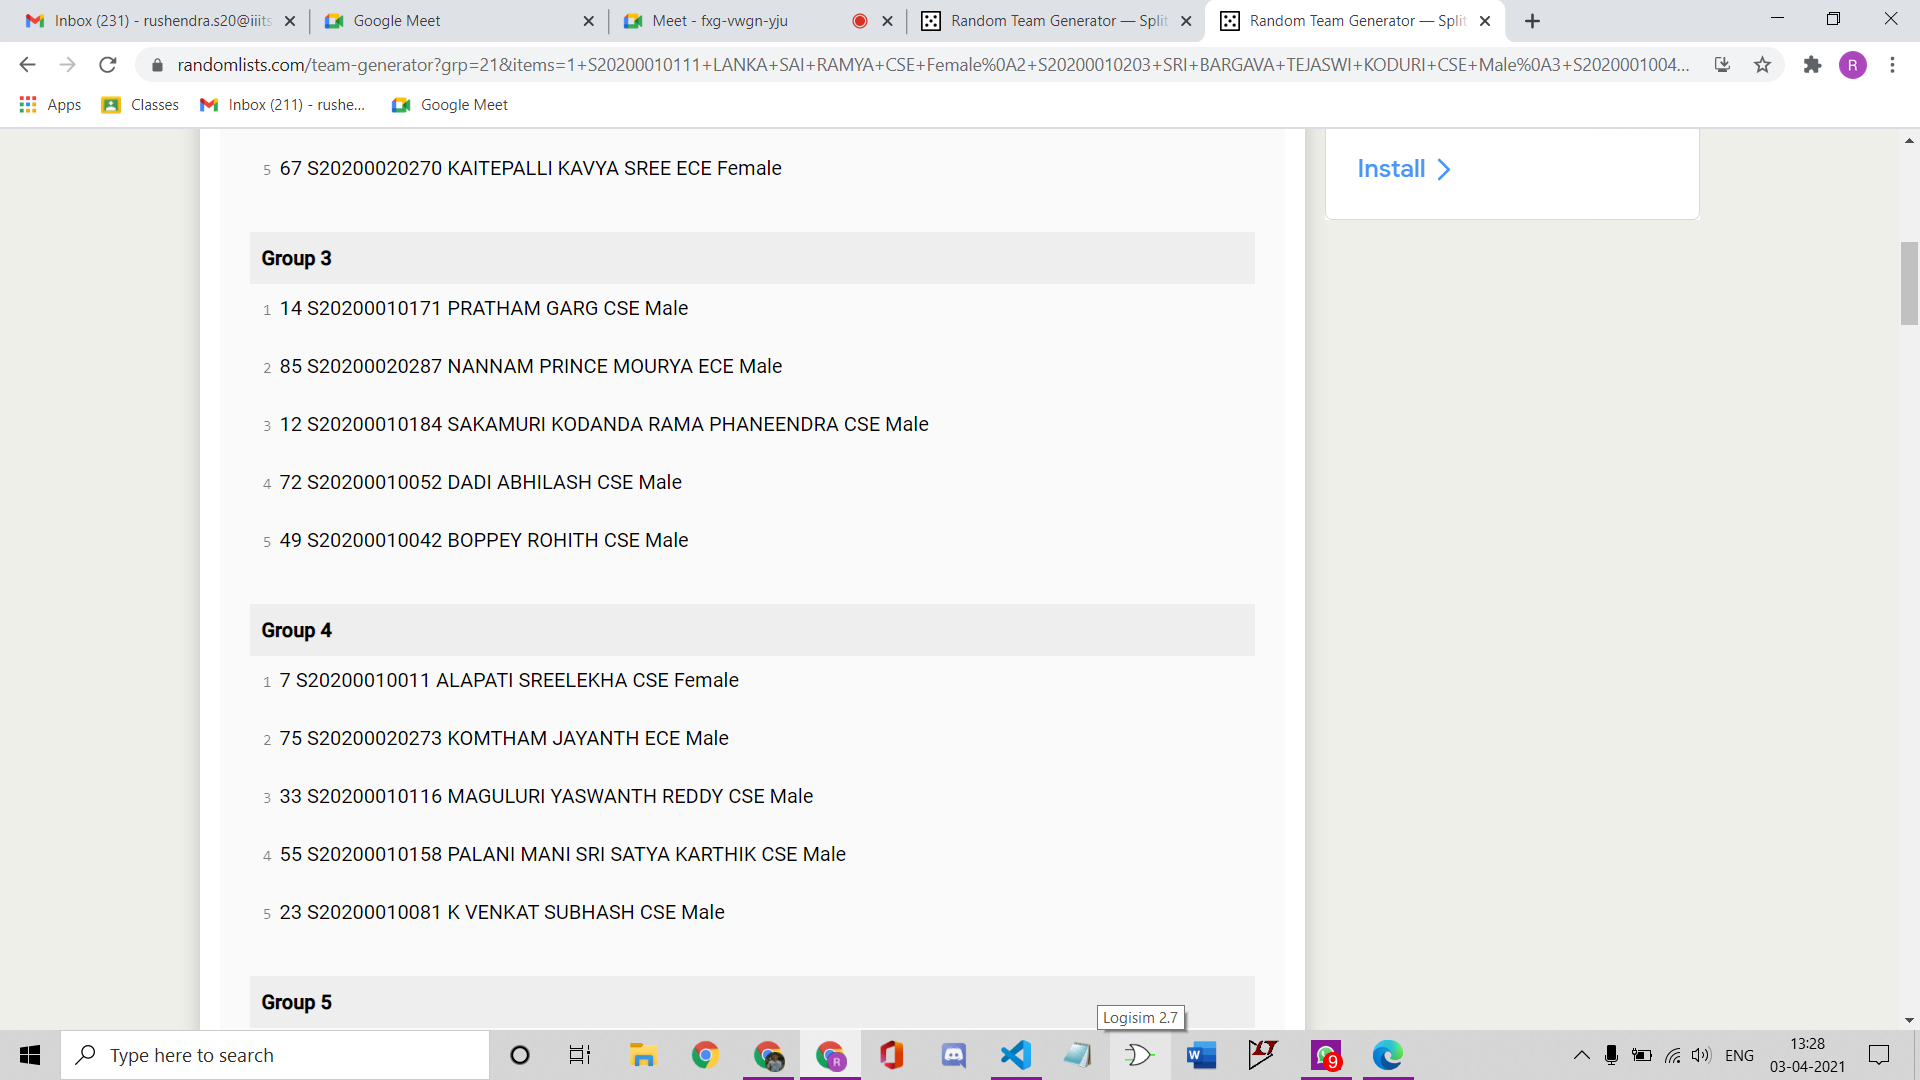 Inbox (231) - rushendra.s20@iiits
Google Meet
Meet - fxg-vwgn-yju
Random Team Generator — Split
Random Team Generator — Split
randomlists.com/team-generator?grp=21&items=1+S20200010111+LANKA+SAI+RAMYA+CSE+Female%0A2+S20200010203+SRI+BARGAVA+TEJASWI+KODURI+CSE+Male%0A3+S2020001004...
R
Apps
Classes
Inbox (211) - rushe...
Google Meet
5 67 S20200020270 KAITEPALLI KAVYA SREE ECE Female
Install
Group 3
1 14 S20200010171 PRATHAM GARG CSE Male
2 85 S20200020287 NANNAM PRINCE MOURYA ECE Male
3 12 S20200010184 SAKAMURI KODANDA RAMA PHANEENDRA CSE Male
4 72 S20200010052 DADI ABHILASH CSE Male
5 49 S20200010042 BOPPEY ROHITH CSE Male
Group 4
1 7 S20200010011 ALAPATI SREELEKHA CSE Female
2 75 S20200020273 KOMTHAM JAYANTH ECE Male
3 33 S20200010116 MAGULURI YASWANTH REDDY CSE Male
4 55 S20200010158 PALANI MANI SRI SATYA KARTHIK CSE Male
5 23 S20200010081 K VENKAT SUBHASH CSE Male
Group 5
Logisim 2.7
Type here to search
R
W
9
ENG
13:28
03-04-2021